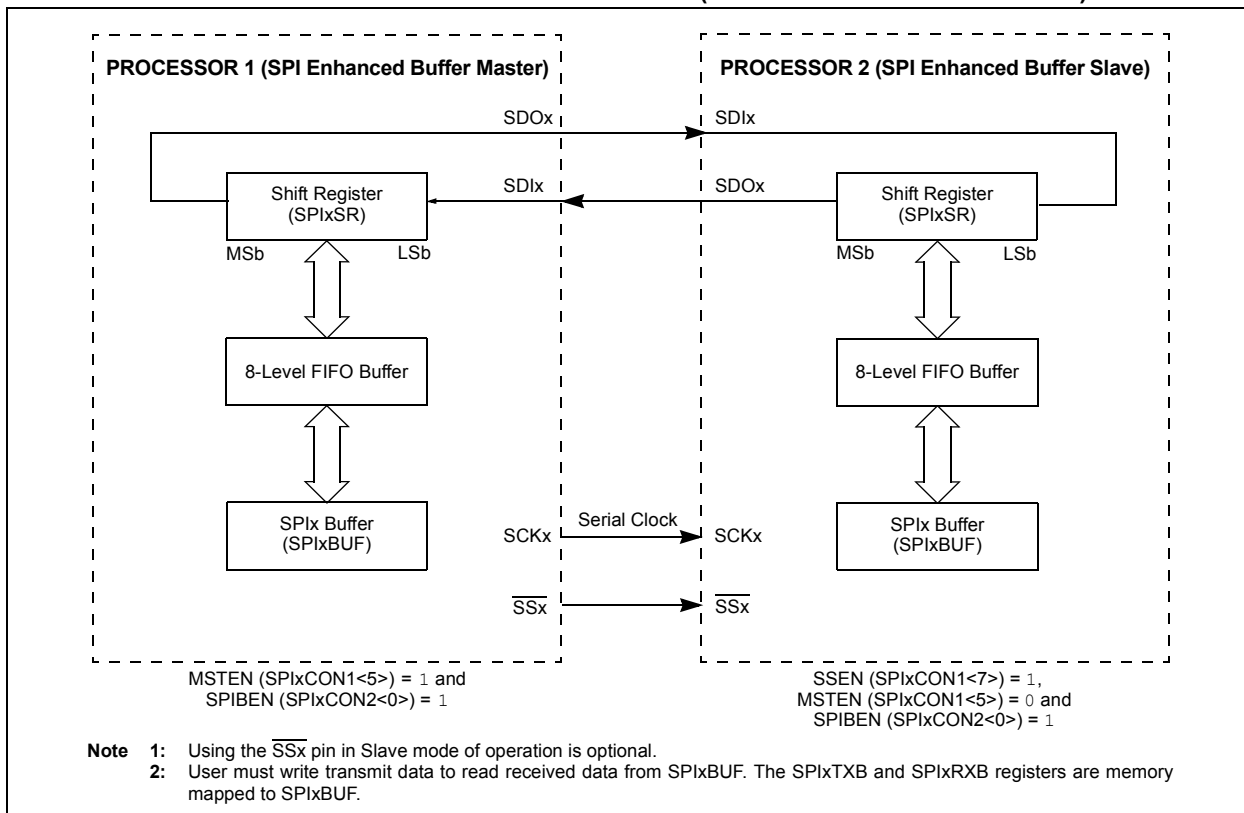 PROCESSOR 1 (SPI Enhanced Buffer Master)
SDOx
SDIx
Shift Register
(SPIxSR)
MSb
LSb
8-Level FIFO Buffer
SPIx Buffer
(SPIxBUF)
SCKx
SSx
Serial Clock
PROCESSOR 2 (SPI Enhanced Buffer Slave)
SDIx
SDOx
Shift Register
(SPIxSR)
MSb
LSb
8-Level FIFO Buffer
SPIx Buffer
(SPIxBUF)
SCKx
SSx
MSTEN (SPIxCON1<5>) = 1 and
SPIBEN (SPIxCON2<0>) = 1
SSEN (SPIxCON1<7>) = 1,
MSTEN (SPIxCON1<5>) = 0 and
SPIBEN (SPIxCON2<0>) = 1
Note 1: Using the SSx pin in Slave mode of operation is optional.
2: User must write transmit data to read received data from SPIxBUF. The SPIxTXB and SPIxRXB registers are memory
mapped to SPIxBUF.